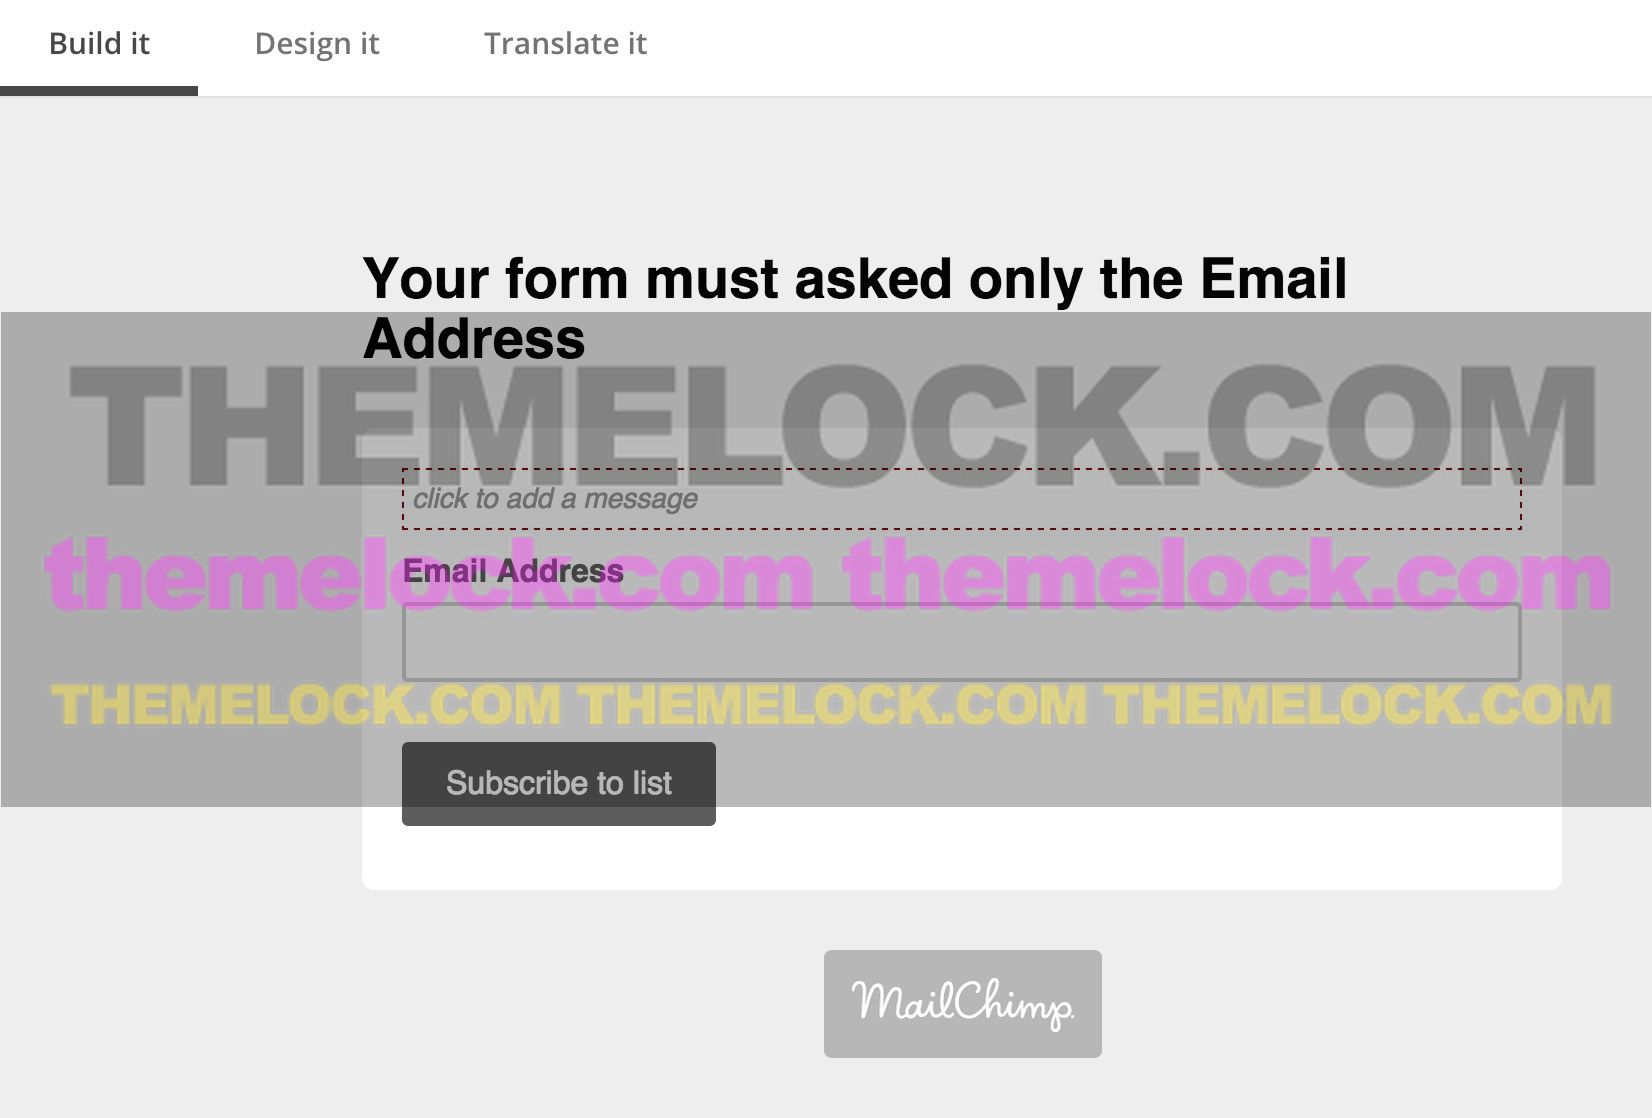 Build it Design it Translate it
Your form must asked only the Email
Address
THEMELOCK.COM
click to add a message
themelock.com themelock.com
Email Address
THEMELOCK.COM THEMELOCK.COM THEMELOCK.COM
Subscribe to list
MailChimp.